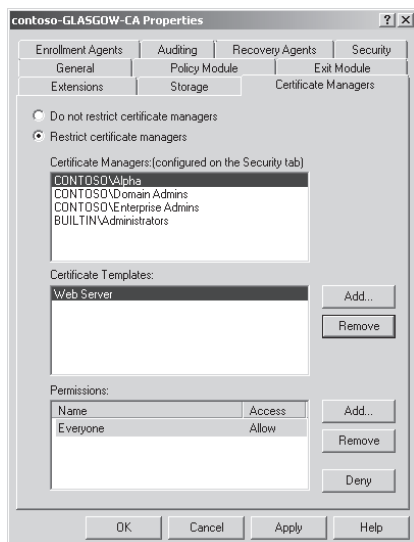 contoso-GLASGOW-CA Properties
Enrollment Agents Auditing Recovery Agents Security
General Policy Module Exit Module
Extensions Storage Certificate Managers
Do not restrict certificate managers
Restrict certificate managers
Certificate Managers:(configured on the Security tab)
CONTOSO\Alpha
CONTOSO\Domain Admins
CONTOSO\Enterprise Admins
BUILTIN\Administrators
Certificate Templates:
Web Server
Add...
Remove
Permissions:
Name Access
Everyone Allow
Add...
Remove
Deny
OK Cancel Apply Help